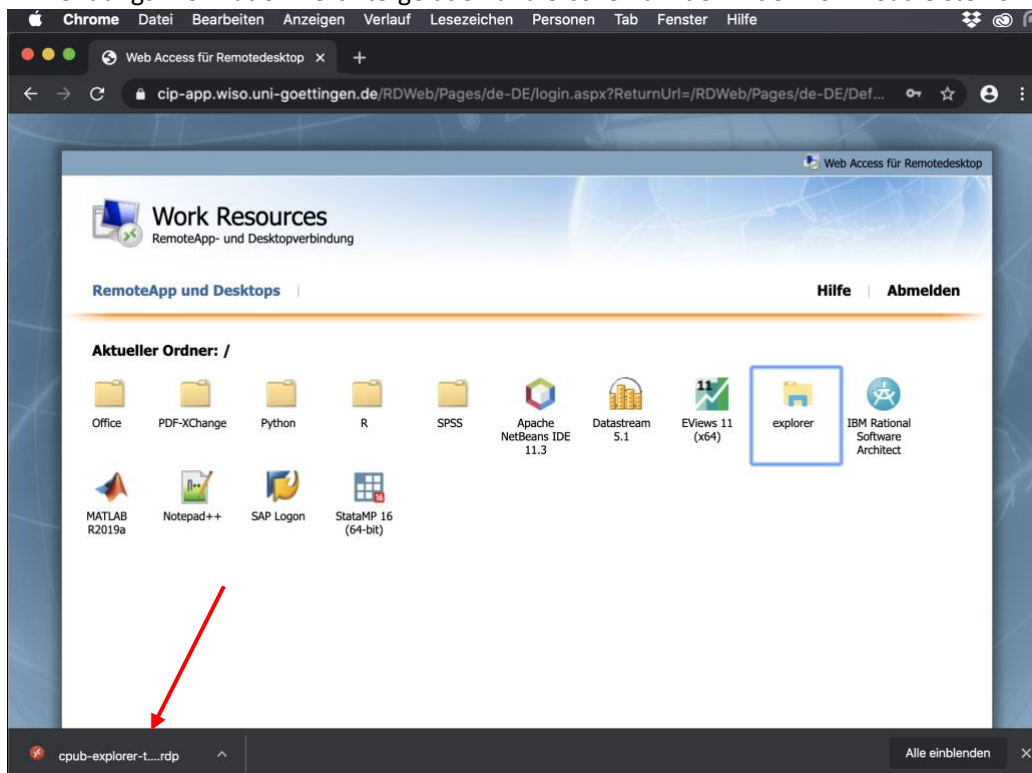 Chrome Datei Bearbeiten Anzeigen Verlauf Lesezeichen Personen Tab Fenster Hilfe
Web Access für Remotedesktop
cip-app.wiso.uni-goettingen.de/RDWeb/Pages/de-DE/login.aspx?ReturnUrl=/RDWeb/Pages/de-DE/Def...
Web Access für Remotedesktop
Work Resources
RemoteApp- und Desktopverbindung
RemoteApp und Desktops | Hilfe | Abmelden
Aktueller Ordner: /
Office PDF-XChange Python R SPSS Apache NetBeans IDE 11.3 Datastream 5.1 EViews 11 (x64) explorer IBM Rational Software Architect
MATLAB R2019a Notepad++ SAP Logon StataMP 16 (64-bit)
cpub-explorer-t....rdp Alle einblenden